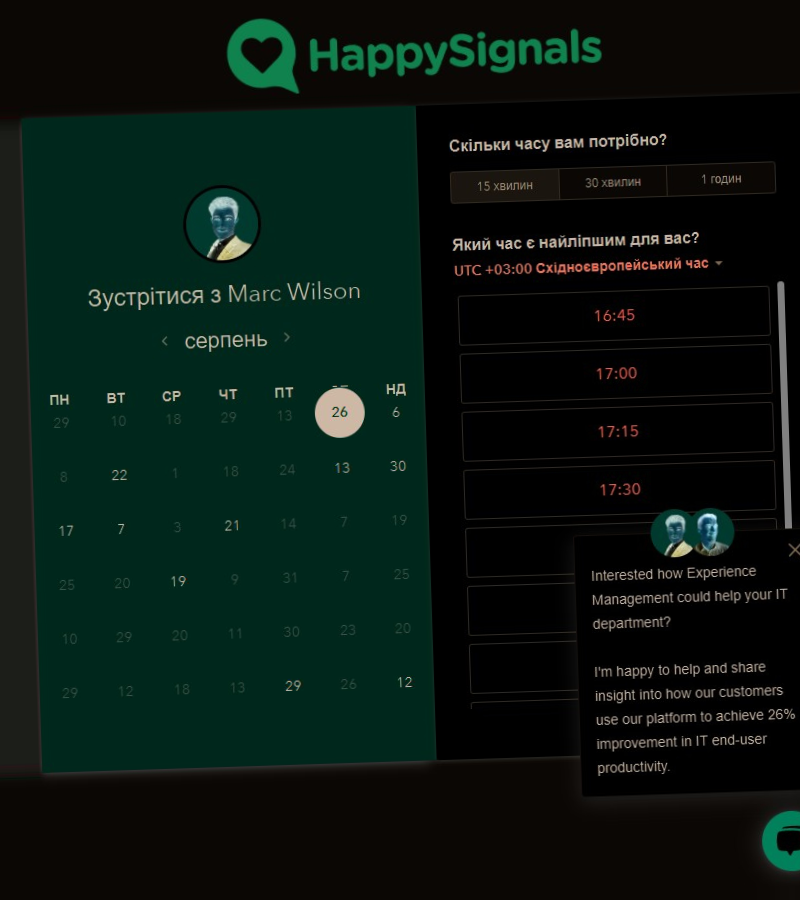 HappySignals
Зустрітися з Marc Wilson
серпень
ПН ВТ СР ЧТ ПТ НД
29 10 18 29 13 26 6
8 22 1 18 24 13 30
17 7 3 21 14 7 19
25 20 19 9 31 7 25
10 29 20 11 30 23 20
29 12 18 13 29 26 12
Скільки часу вам потрібно?
15 хвилин 30 хвилин 1 годин
Який час є найліпшим для вас?
UTC +03:00 Східноєвропейський час
16:45
17:00
17:15
17:30
Interested how Experience
Management could help your IT
department?
I'm happy to help and share
insight into how our customers
use our platform to achieve 26%
improvement in IT end-user
productivity.